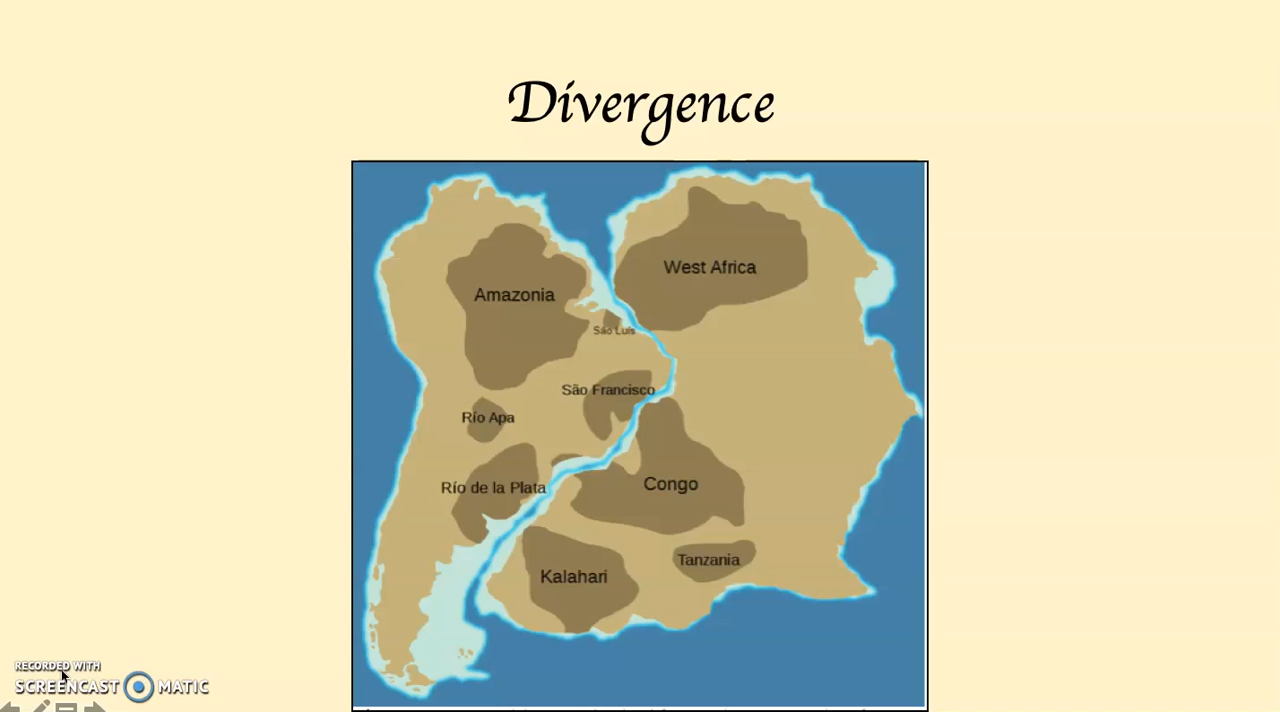 Divergence
West Africa
Amazonia
São Luís
São Francisco
Río Apa
Congo
Río de la Plata
Tanzania
Kalahari
RECORDED WITH
SCREENCAST MATIC